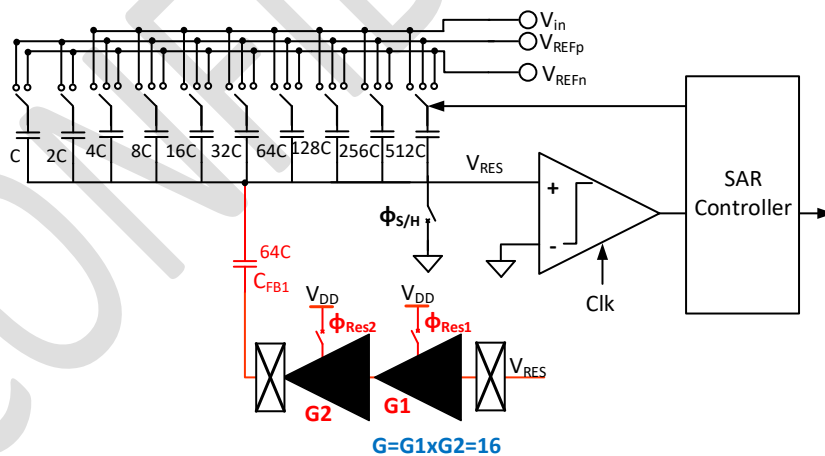 V_in
V_REFp
V_REFn
C 2C 4C 8C 16C 32C 64C 128C 256C 512C
V_RES
+
-
SAR
Controller
ϕ_S/H
Clk
64C
C_FB1
V_DD V_DD
ϕ_Res2 ϕ_Res1
V_RES
G2 G1
G=G1xG2=16